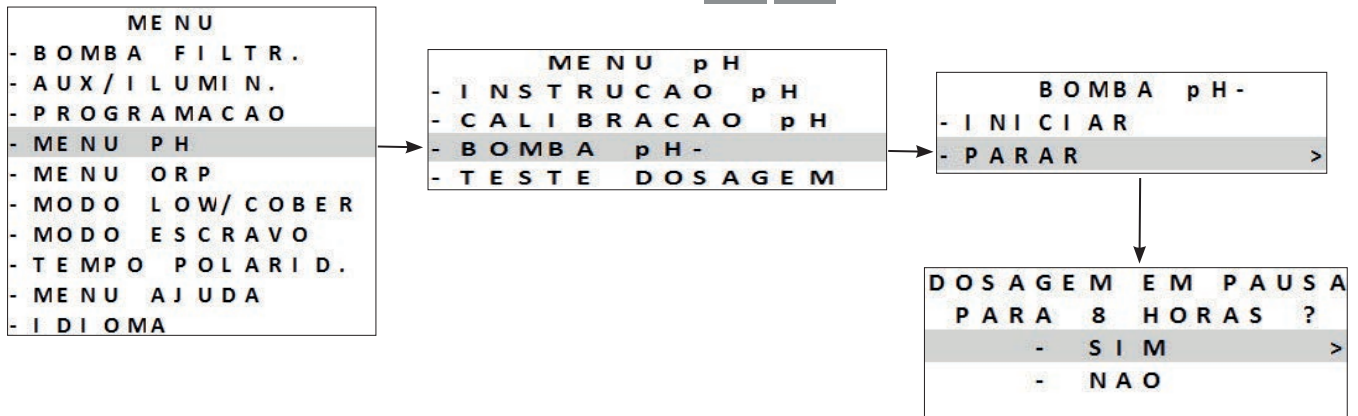 MENU
- BOMBA FILTR.
- AUX/ILUMIN.
- PROGRAMACAO
- MENU PH
- MENU ORP
- MODO LOW/COBER
- MODO ESCRAVO
- TEMPO POLARID.
- MENU AJUDA
- IDIOMA
MENU pH
- INSTRUCAO pH
- CALIBRACAO pH
- BOMBA pH-
- TESTE DOSAGEM
BOMBA pH-
- INICIAR
- PARAR >
DOSAGEM EM PAUSA
PARA 8 HORAS ?
- SIM >
- NAO